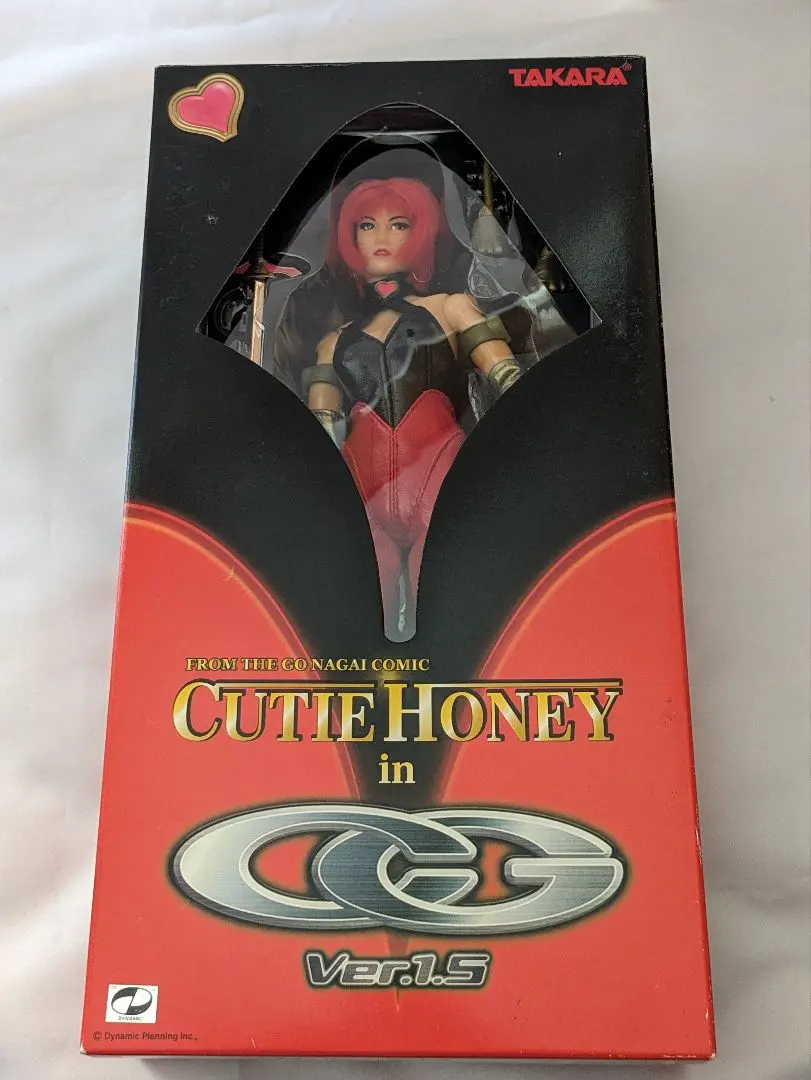 TAKARA®
FROM THE GO NAGAI COMIC
CUTIE HONEY
in
CG
Ver.1.5
DYNAMIC
© Dynamic Planning Inc.,